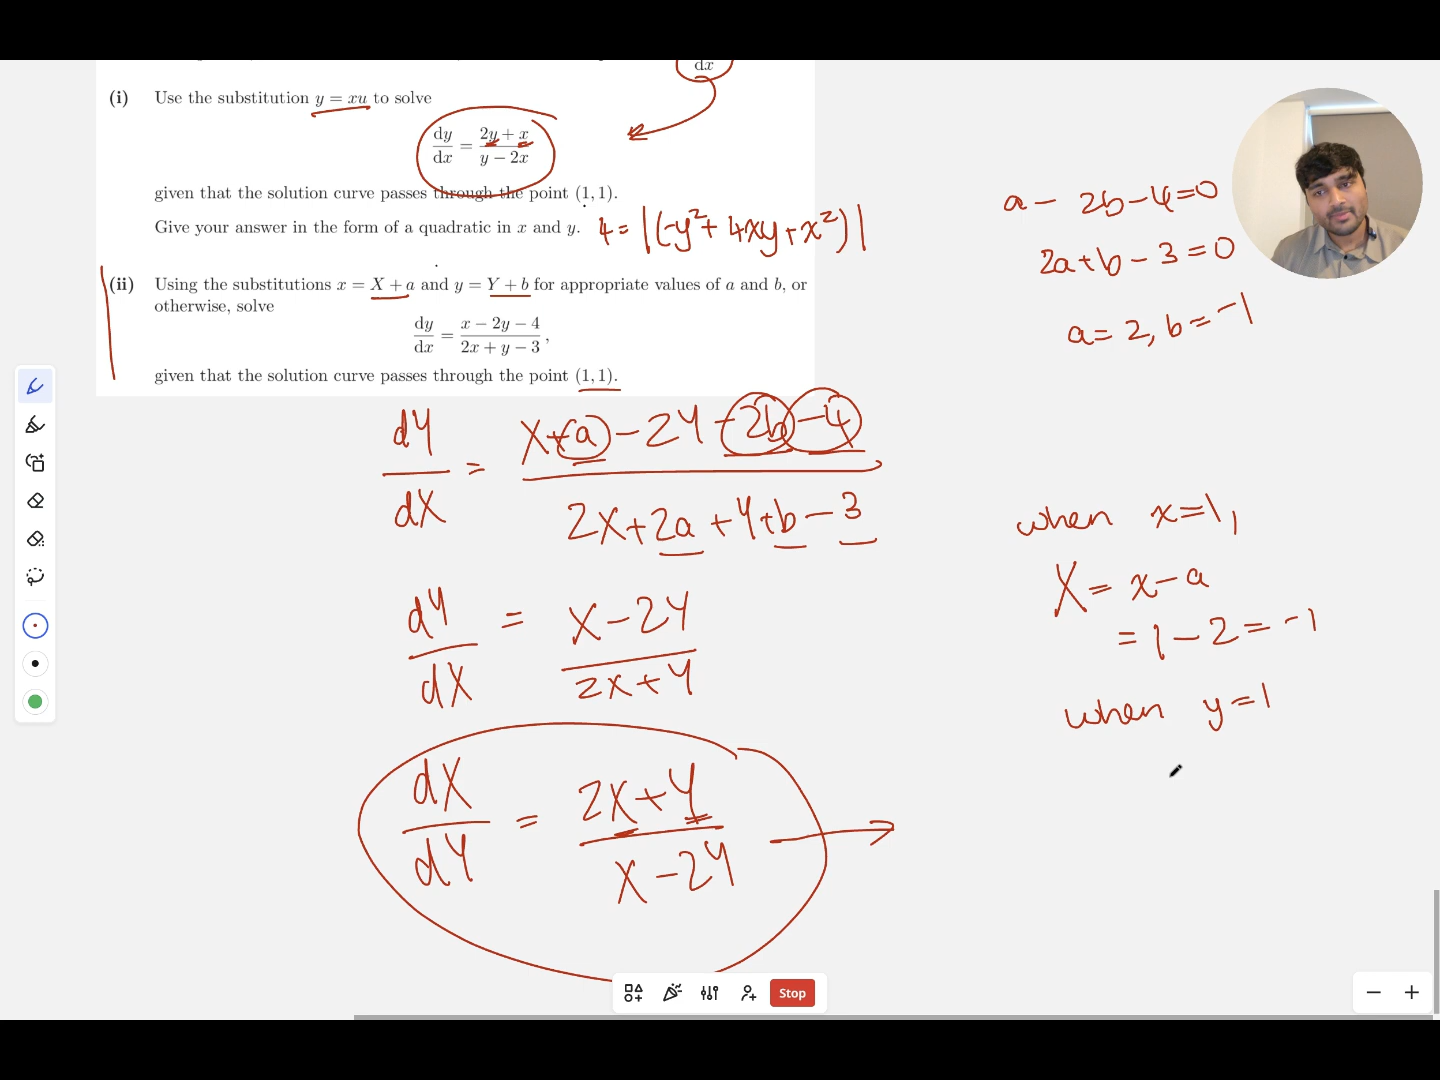 dx
(i) Use the substitution y = xu to solve
dy/dx = (2y + x)/(y − 2x)
given that the solution curve passes through the point (1, 1).
Give your answer in the form of a quadratic in x and y.
4 = |(-y² + 4xy + x²)|
(ii) Using the substitutions x = X + a and y = Y + b for appropriate values of a and b, or
otherwise, solve
dy/dx = (x − 2y − 4)/(2x + y − 3),
given that the solution curve passes through the point (1, 1).
dY/dX = (X + a − 2Y − 2b − 4)/(2X + 2a + Y + b − 3)
dY/dX = (X − 2Y)/(2X + Y)
dX/dY = (2X + Y)/(X − 2Y)
a − 2b − 4 = 0
2a + b − 3 = 0
a = 2, b = −1
when x = 1,
X = x − a
= 1 − 2 = −1
when y = 1
Stop